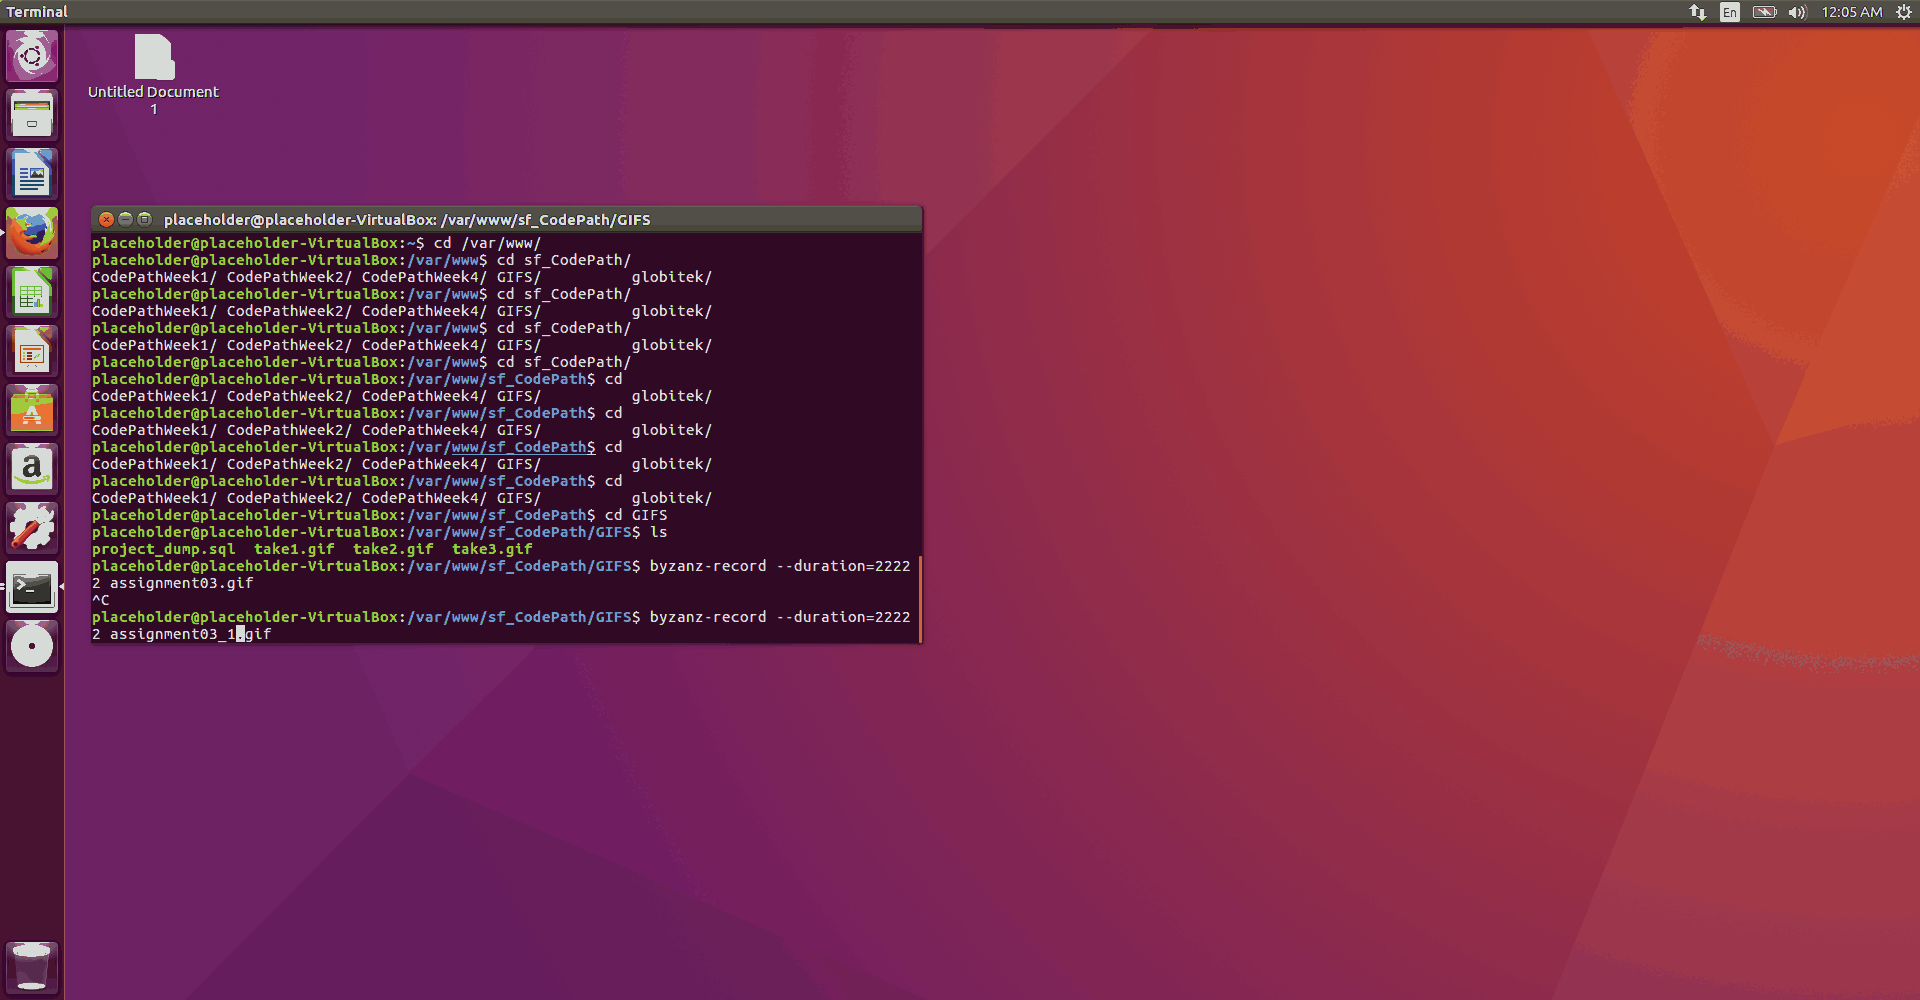 Terminal
En
12:05 AM
Untitled Document
1
placeholder@placeholder-VirtualBox: /var/www/sf_CodePath/GIFS
placeholder@placeholder-VirtualBox:~$ cd /var/www/
placeholder@placeholder-VirtualBox:/var/www$ cd sf_CodePath/
CodePathWeek1/ CodePathWeek2/ CodePathWeek4/ GIFS/          globitek/
placeholder@placeholder-VirtualBox:/var/www$ cd sf_CodePath/
CodePathWeek1/ CodePathWeek2/ CodePathWeek4/ GIFS/          globitek/
placeholder@placeholder-VirtualBox:/var/www$ cd sf_CodePath/
CodePathWeek1/ CodePathWeek2/ CodePathWeek4/ GIFS/          globitek/
placeholder@placeholder-VirtualBox:/var/www$ cd sf_CodePath/
placeholder@placeholder-VirtualBox:/var/www/sf_CodePath$ cd
CodePathWeek1/ CodePathWeek2/ CodePathWeek4/ GIFS/          globitek/
placeholder@placeholder-VirtualBox:/var/www/sf_CodePath$ cd
CodePathWeek1/ CodePathWeek2/ CodePathWeek4/ GIFS/          globitek/
placeholder@placeholder-VirtualBox:/var/www/sf_CodePath$ cd
CodePathWeek1/ CodePathWeek2/ CodePathWeek4/ GIFS/          globitek/
placeholder@placeholder-VirtualBox:/var/www/sf_CodePath$ cd
CodePathWeek1/ CodePathWeek2/ CodePathWeek4/ GIFS/          globitek/
placeholder@placeholder-VirtualBox:/var/www/sf_CodePath$ cd GIFS
placeholder@placeholder-VirtualBox:/var/www/sf_CodePath/GIFS$ ls
project_dump.sql  take1.gif  take2.gif  take3.gif
placeholder@placeholder-VirtualBox:/var/www/sf_CodePath/GIFS$ byzanz-record --duration=2222
2 assignment03.gif
^C
placeholder@placeholder-VirtualBox:/var/www/sf_CodePath/GIFS$ byzanz-record --duration=2222
2 assignment03_1.gif